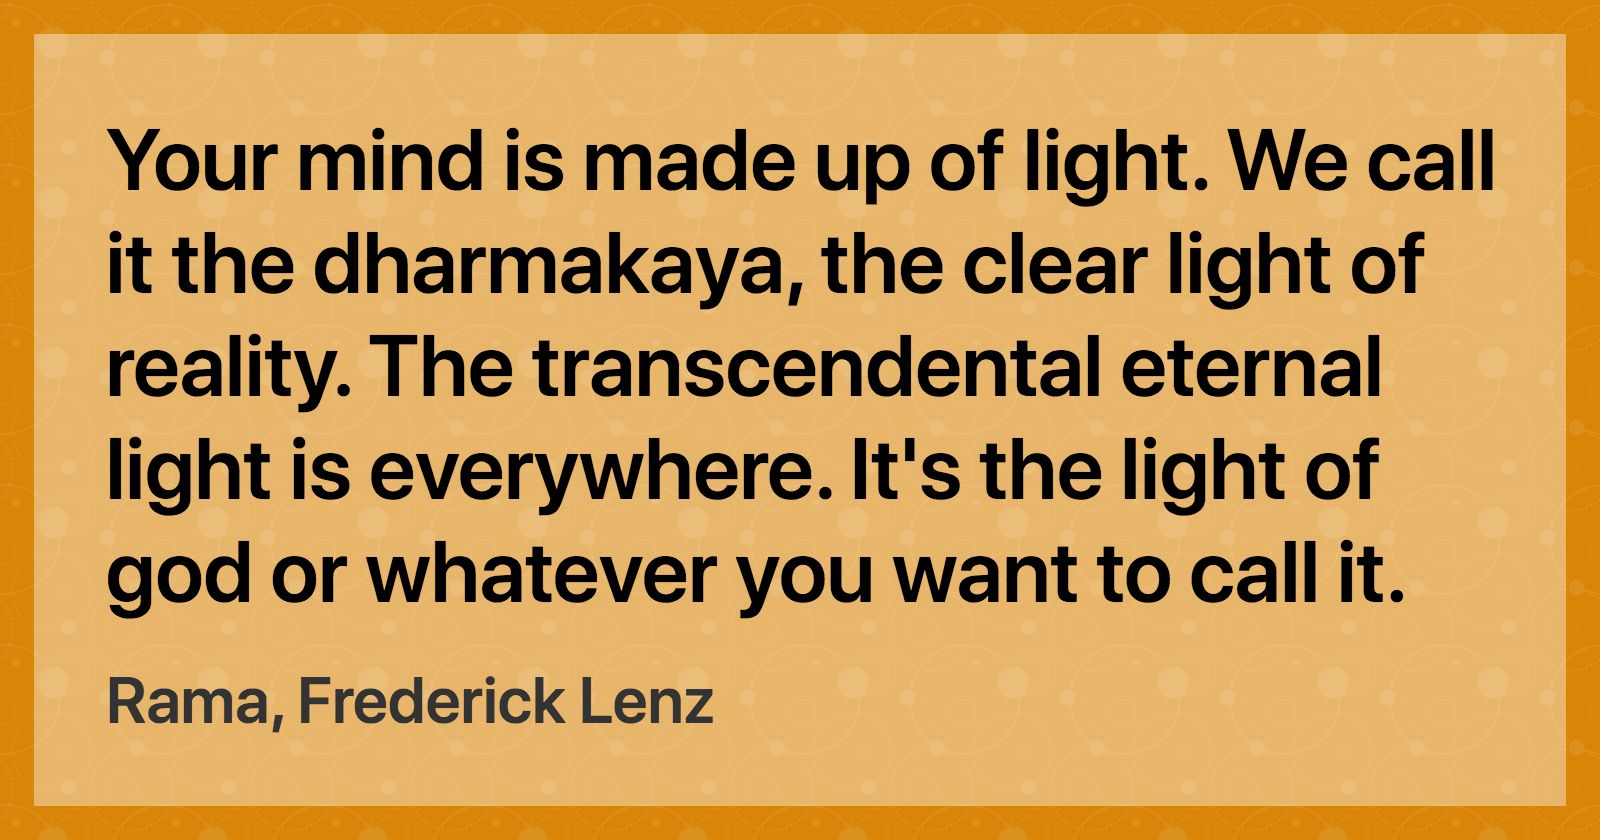 Your mind is made up of light. We call
it the dharmakaya, the clear light of
reality. The transcendental eternal
light is everywhere. It's the light of
god or whatever you want to call it.
Rama, Frederick Lenz